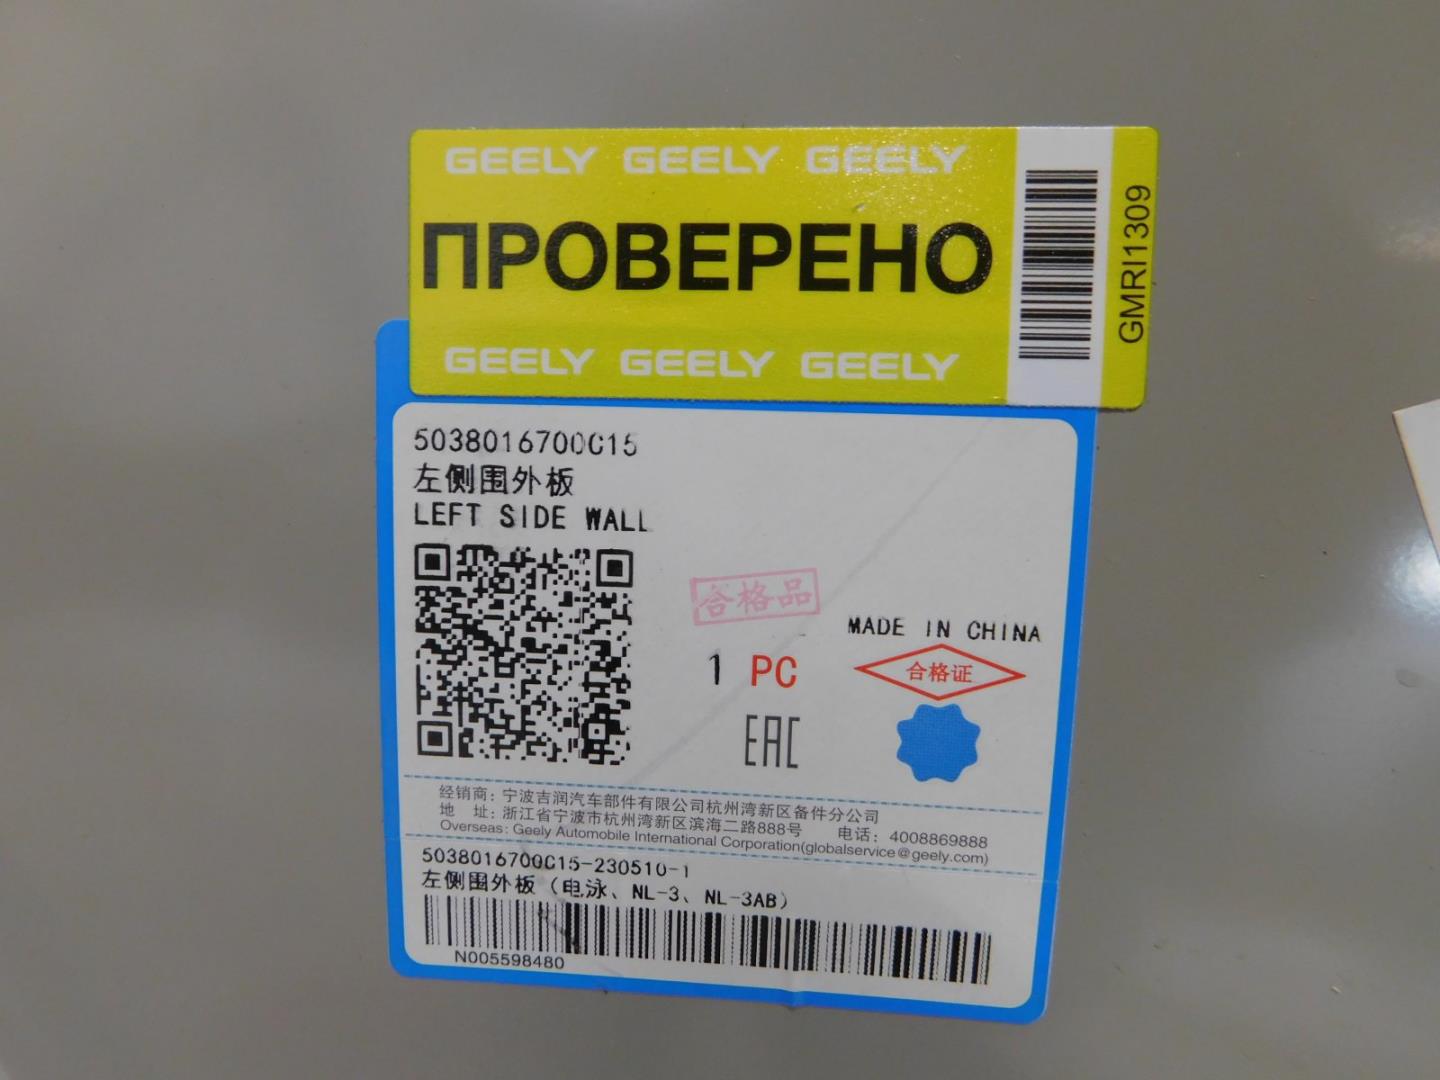 GEELY GEELY GEELY
ПРОВЕРЕНО
GEELY GEELY GEELY
GMRI1309
5038016700C15
左侧围外板
LEFT SIDE WALL
合格品
MADE IN CHINA
1 PC
合格证
EAC
经销商：宁波吉润汽车部件有限公司杭州湾新区备件分公司
地　址：浙江省宁波市杭州湾新区滨海二路888号　电话：4008869888
Overseas: Geely Automobile International Corporation(globalservice@geely.com)
5038016700C15-230510-1
左侧围外板（电泳、NL-3、NL-3AB）
N005598480